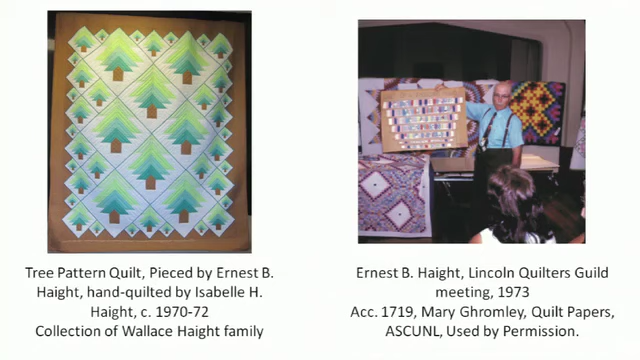 Tree Pattern Quilt, Pieced by Ernest B.
Haight, hand-quilted by Isabelle H.
Haight, c. 1970-72
Collection of Wallace Haight family
Ernest B. Haight, Lincoln Quilters Guild
meeting, 1973
Acc. 1719, Mary Ghromley, Quilt Papers,
ASCUNL, Used by Permission.